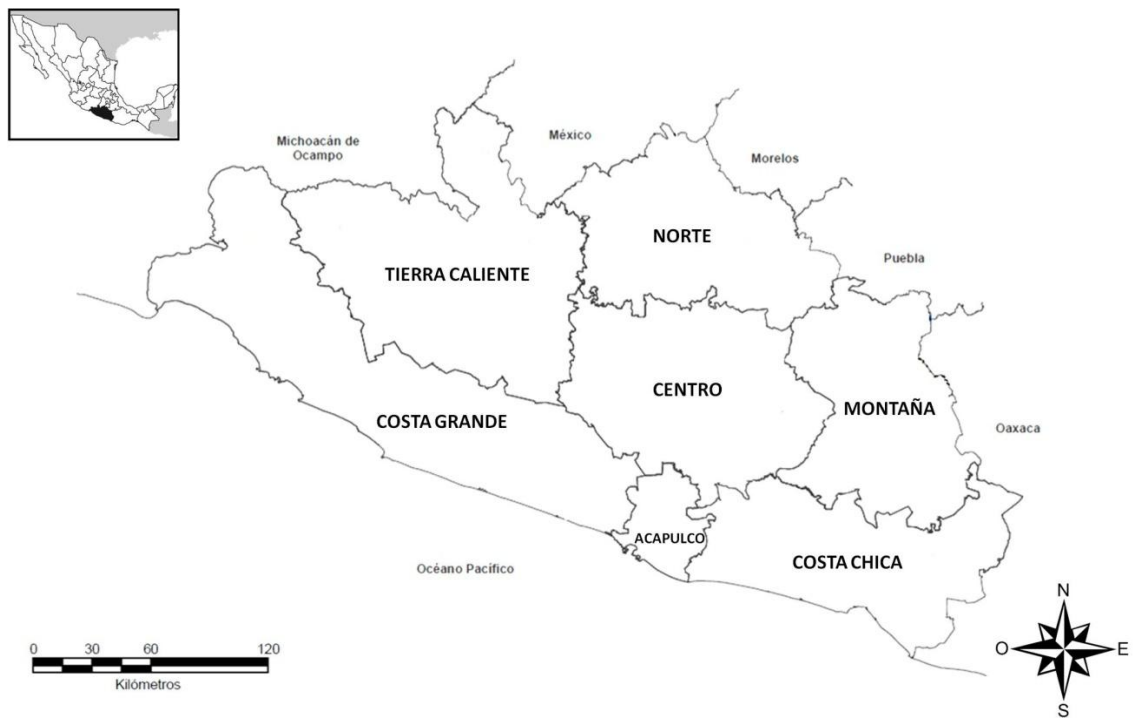 Michoacán de
Ocampo
México
Morelos
NORTE
Puebla
TIERRA CALIENTE
CENTRO
MONTAÑA
COSTA GRANDE
Oaxaca
ACAPULCO
COSTA CHICA
Océano Pacífico
N
O
E
S
0 30 60 120
Kilómetros